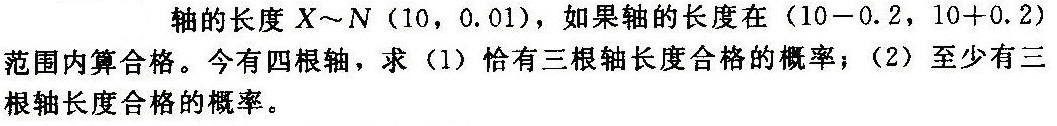 轴的长度 X～N（10，0.01），如果轴的长度在（10－0.2，10＋0.2）
范围内算合格。今有四根轴，求（1）恰有三根轴长度合格的概率；（2）至少有三
根轴长度合格的概率。